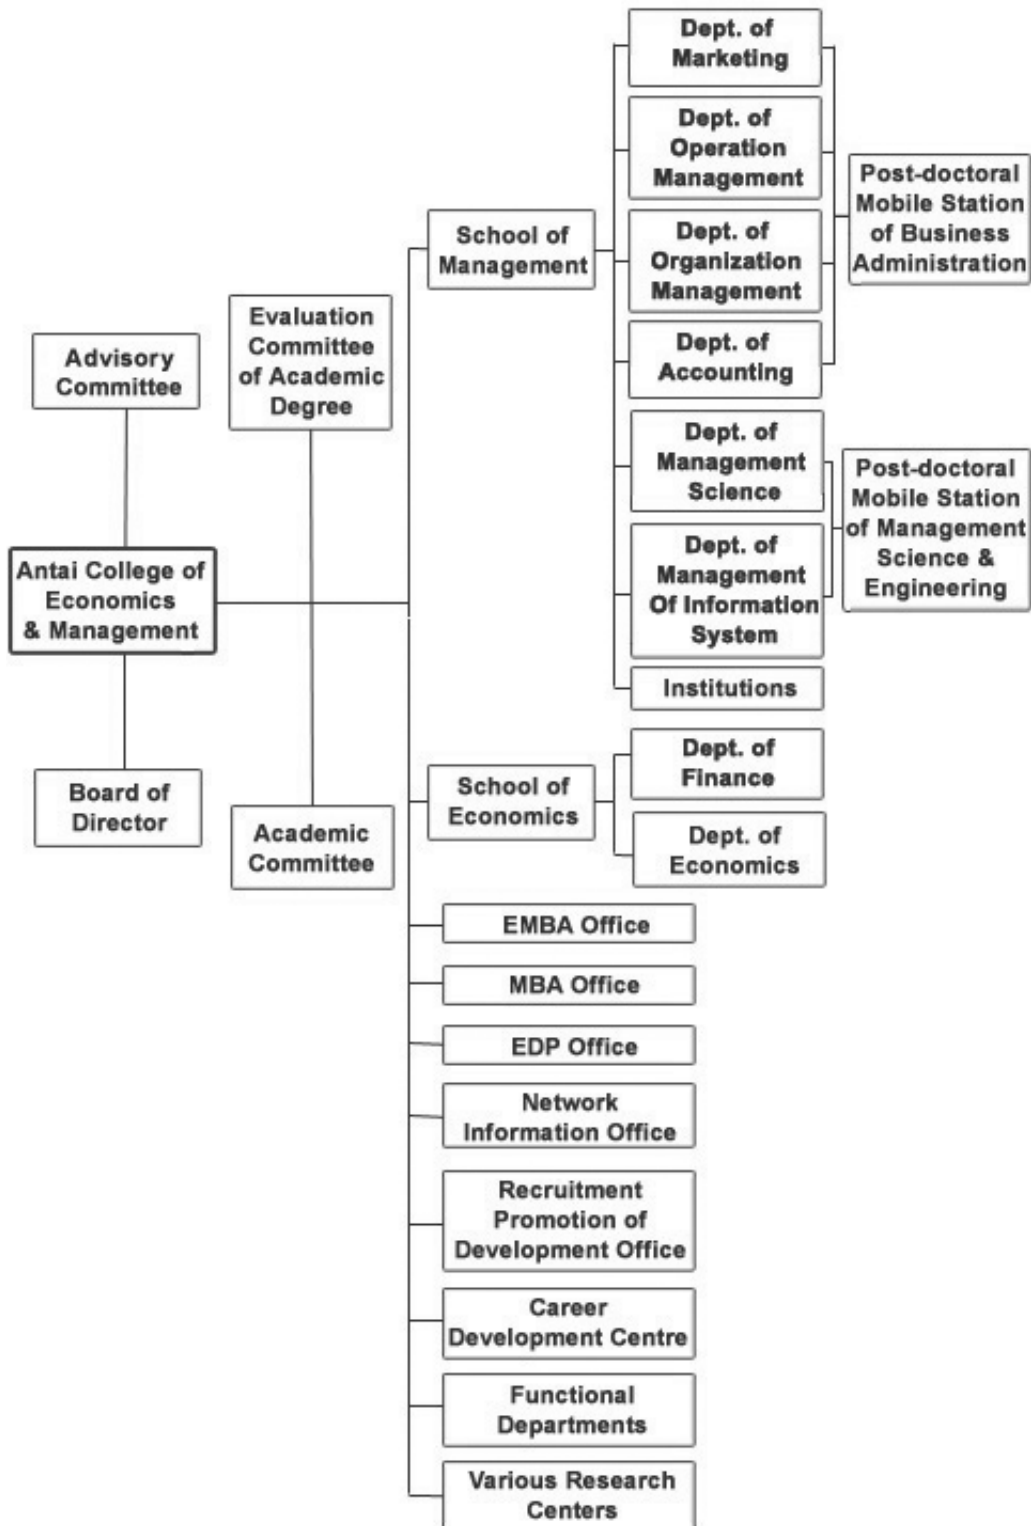 Dept. of
Marketing
Dept. of
Operation
Management
Post-doctoral
Mobile Station
of Business
Administration
School of
Management
Dept. of
Organization
Management
Evaluation
Committee
of Academic
Degree
Advisory
Committee
Dept. of
Accounting
Dept. of
Management
Science
Post-doctoral
Mobile Station
of Management
Science &
Engineering
Antai College of
Economics
& Management
Dept. of
Management
Of Information
System
Institutions
Board of
Director
School of
Economics
Dept. of
Finance
Academic
Committee
Dept. of
Economics
EMBA Office
MBA Office
EDP Office
Network
Information Office
Recruitment
Promotion of
Development Office
Career
Development Centre
Functional
Departments
Various Research
Centers